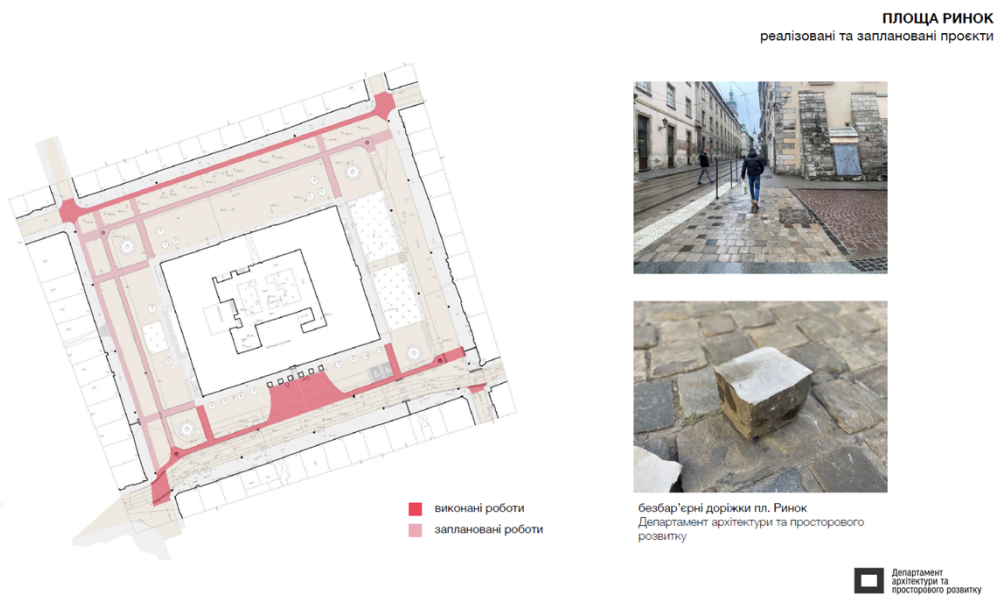 ПЛОЩА РИНОК
реалізовані та заплановані проєкти
виконані роботи
заплановані роботи
безбар’єрні доріжки пл. Ринок
Департамент архітектури та просторового
розвитку
Департамент
архітектури та
просторового розвитку